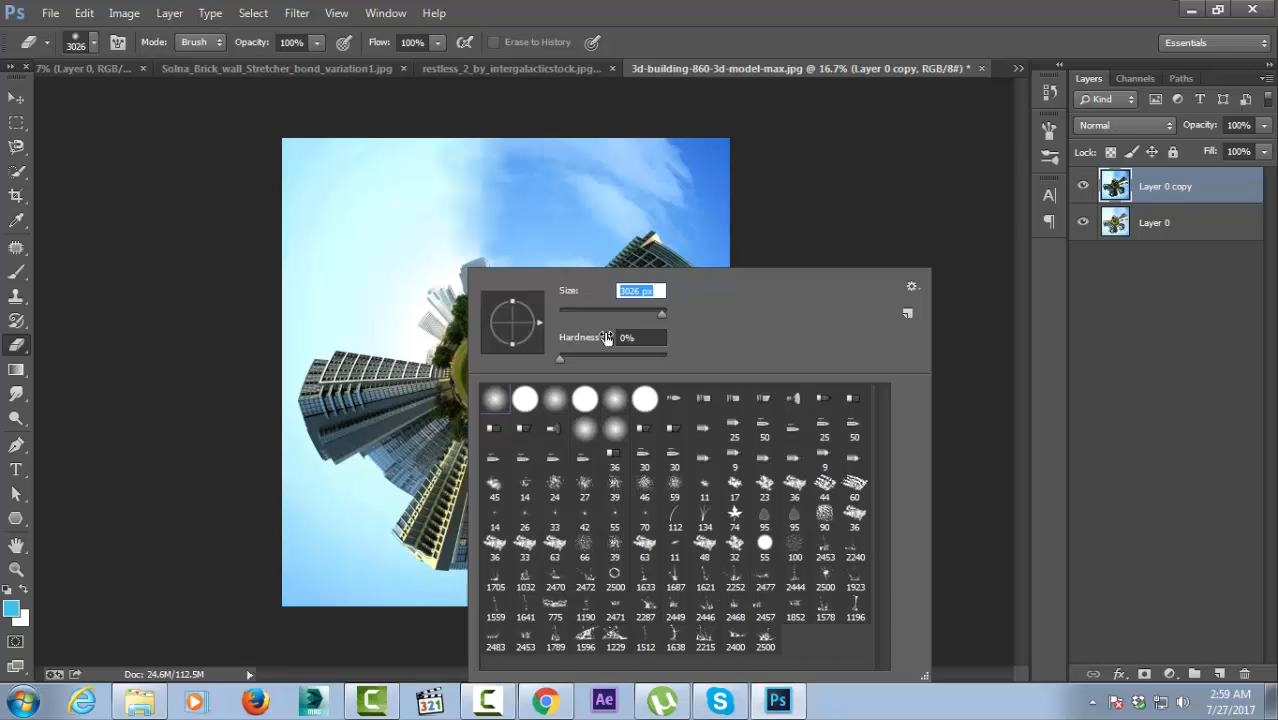 Ps File Edit Image Layer Type Select Filter View Window Help
3026 Mode: Brush Opacity: 100% Flow: 100% Erase to History Essentials
7% (Layer 0, RGB/... × Solna_Brick_wall_Stretcher_bond_variation1.jpg × restless_2_by_intergalacticstock.jpg... × 3d-building-860-3d-model-max.jpg @ 16.7% (Layer 0 copy, RGB/8#) * ×
Layers Channels Paths
Kind
Normal Opacity: 100%
Lock: Fill: 100%
Layer 0 copy
Layer 0
Size: 3026 px
Hardness 0%
25 50 25 50
36 30 30 9 9
45 14 24 27 39 46 59 11 17 23 36 44 60
14 26 33 42 55 70 112 134 74 95 95 90 36
36 33 63 66 39 63 11 48 32 55 100 2453 2240
1705 1032 2470 2472 2500 1633 1687 1621 2252 2477 2444 2500 1923
1559 1641 775 1190 2471 2287 2449 2446 2468 2457 1852 1578 1196
2483 2453 1789 1596 1229 1512 1638 2215 2400 2500
Doc: 24.6M/112.5M
321 Ae Ps
2:59 AM
7/27/2017